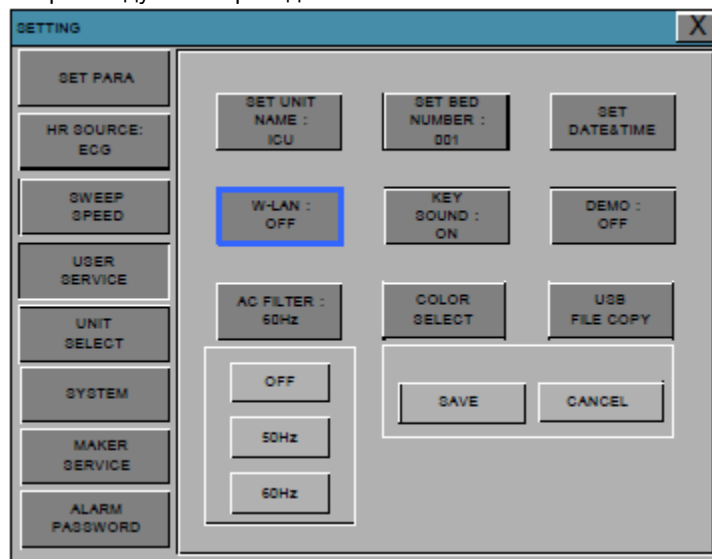 SETTING
X
SET PARA
HR SOURCE:
ECG
SWEEP
SPEED
USER
SERVICE
UNIT
SELECT
SYSTEM
MAKER
SERVICE
ALARM
PASSWORD
SET UNIT
NAME :
ICU
SET BED
NUMBER :
001
SET
DATE&TIME
W-LAN :
OFF
KEY
SOUND :
ON
DEMO :
OFF
AC FILTER :
60Hz
COLOR
SELECT
USB
FILE COPY
OFF
50Hz
60Hz
SAVE
CANCEL